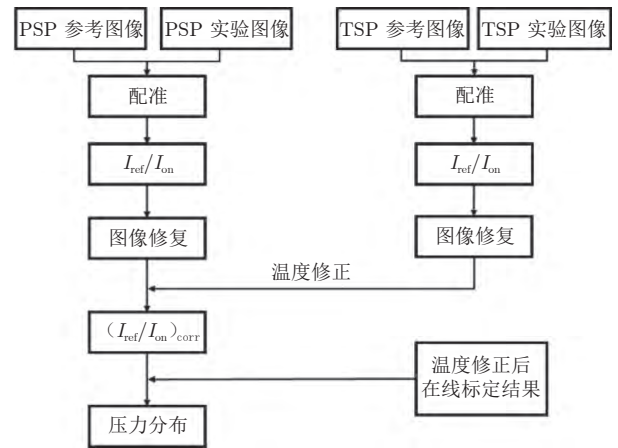 PSP 参考图像
PSP 实验图像
TSP 参考图像
TSP 实验图像
配准
配准
I_ref/I_on
I_ref/I_on
图像修复
图像修复
温度修正
(I_ref/I_on)_corr
温度修正后
在线标定结果
压力分布